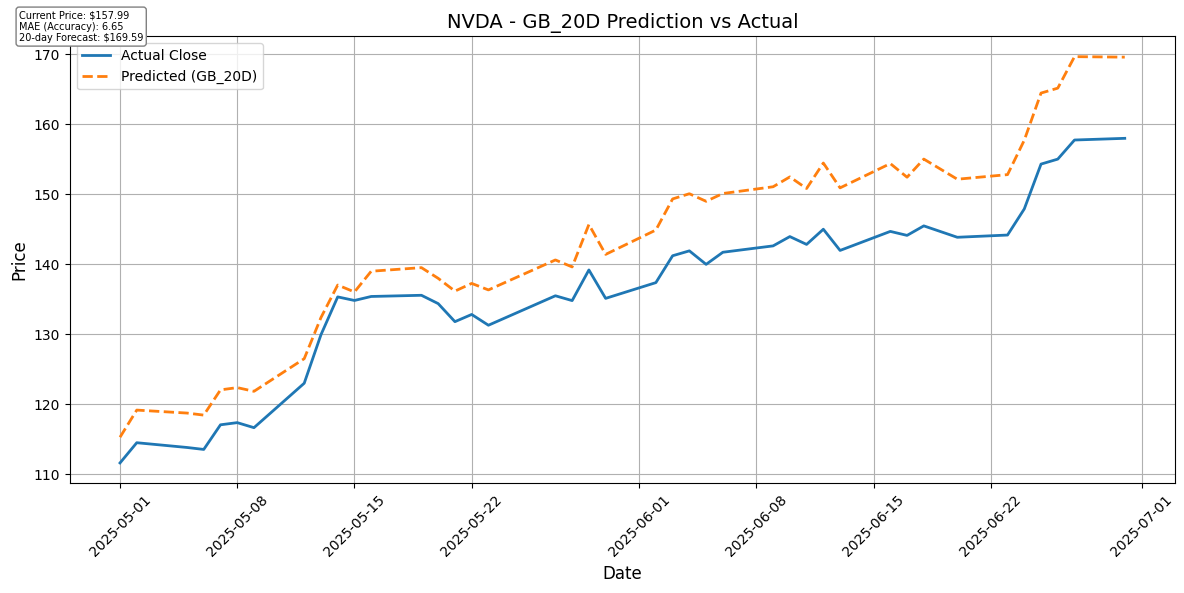 NVDA - GB_20D Prediction vs Actual
Current Price: $157.99
MAE (Accuracy): 6.65
20-day Forecast: $169.59
Actual Close
Predicted (GB_20D)
Price
170
160
150
140
130
120
110
2025-05-01
2025-05-08
2025-05-15
2025-05-22
2025-06-01
2025-06-08
2025-06-15
2025-06-22
2025-07-01
Date